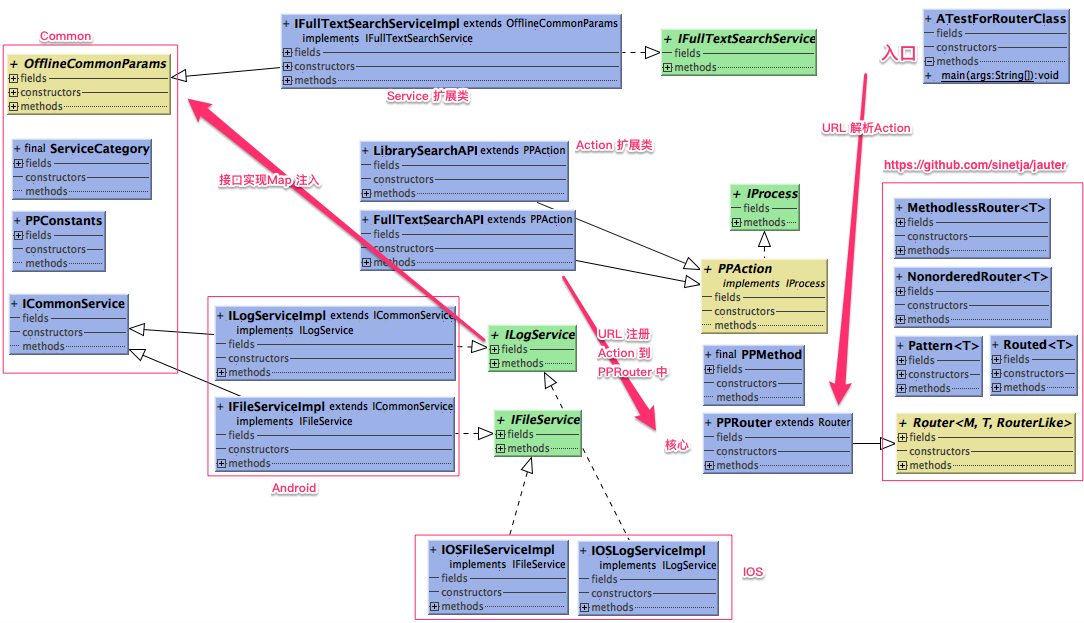 Common
+ OfflineCommonParams
fields
constructors
methods
+ final ServiceCategory
fields
constructors
methods
+ PPConstants
fields
constructors
methods
+ ICommonService
fields
constructors
methods
+ IFullTextSearchServiceImpl extends OfflineCommonParams
implements IFullTextSearchService
fields
constructors
methods
Service 扩展类
+ IFullTextSearchService
fields
methods
入口
+ ATestForRouterClass
fields
constructors
methods
+ main(args:String[]):void
URL 解析Action
接口实现Map 注入
+ LibrarySearchAPI extends PPAction
fields
constructors
methods
Action 扩展类
+ FullTextSearchAPI extends PPAction
fields
constructors
methods
+ IProcess
fields
methods
+ PPAction
implements IProcess
fields
constructors
methods
https://github.com/sinetja/jauter
+ MethodlessRouter<T>
fields
constructors
methods
+ NonorderedRouter<T>
fields
constructors
methods
+ Pattern<T>
fields
constructors
methods
+ Routed<T>
fields
constructors
methods
+ Router<M, T, RouterLike>
fields
constructors
methods
+ ILogServiceImpl extends ICommonService
implements ILogService
fields
constructors
methods
+ IFileServiceImpl extends ICommonService
implements IFileService
fields
constructors
methods
Android
+ ILogService
fields
methods
+ IFileService
fields
methods
URL 注册
Action 到
PPRouter 中
核心
+ final PPMethod
fields
constructors
methods
+ PPRouter extends Router
fields
constructors
methods
+ IOSFileServiceImpl
implements IFileService
fields
constructors
methods
+ IOSLogServiceImpl
implements ILogService
fields
constructors
methods
IOS